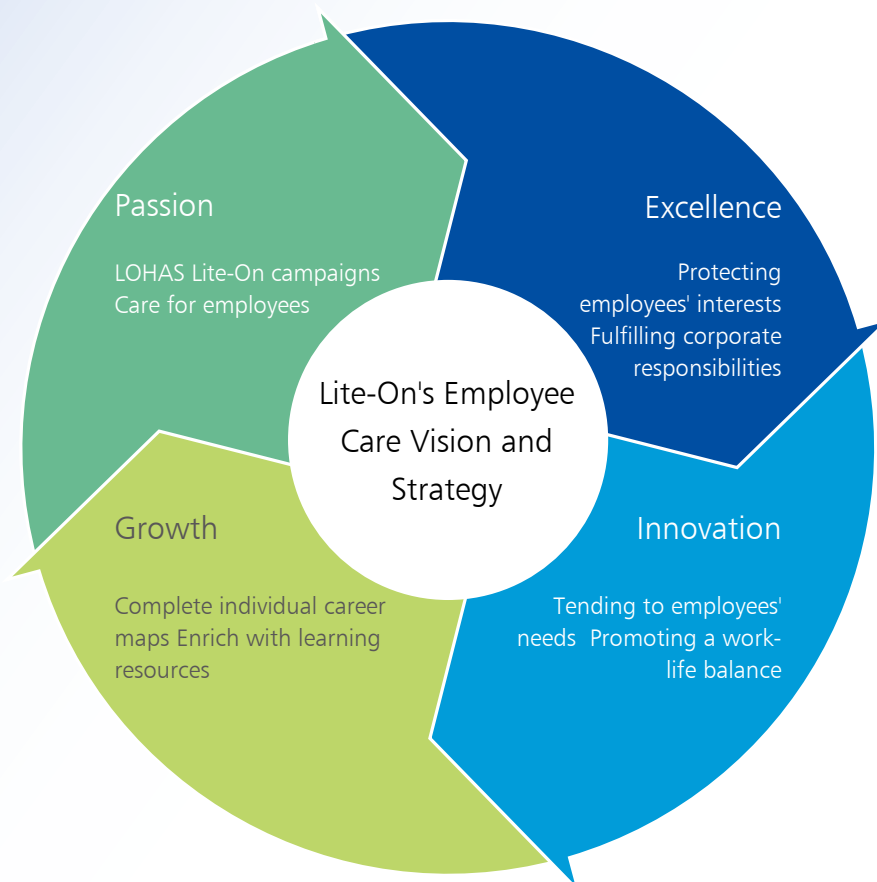 Passion
LOHAS Lite-On campaigns
Care for employees
Excellence
Protecting
employees' interests
Fulfilling corporate
responsibilities
Lite-On's Employee
Care Vision and
Strategy
Growth
Complete individual career
maps Enrich with learning
resources
Innovation
Tending to employees'
needs  Promoting a work-
life balance